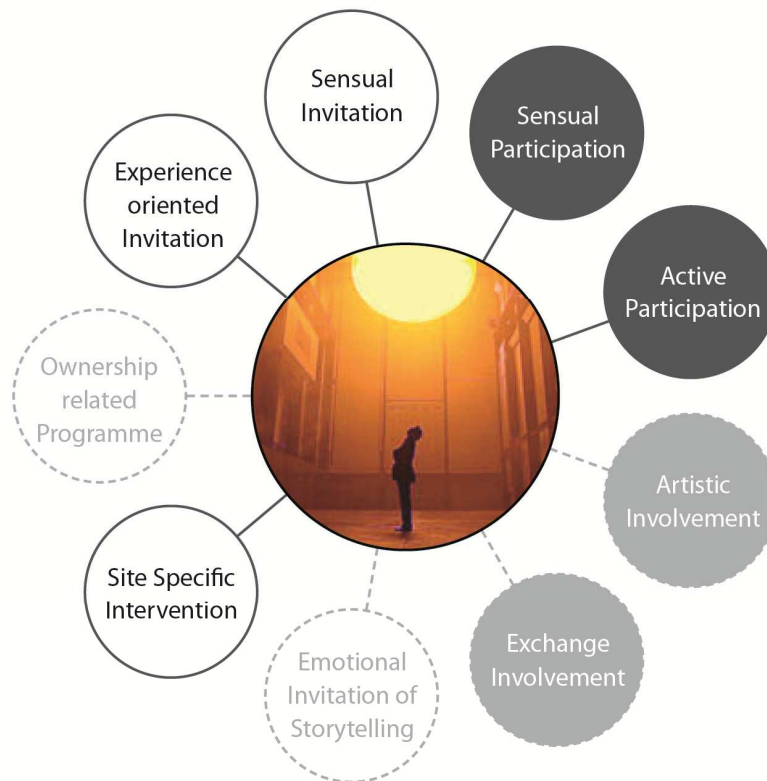 Sensual
Invitation
Sensual
Participation
Active
Participation
Artistic
Involvement
Exchange
Involvement
Emotional
Invitation of
Storytelling
Site Specific
Intervention
Ownership
related
Programme
Experience
oriented
Invitation